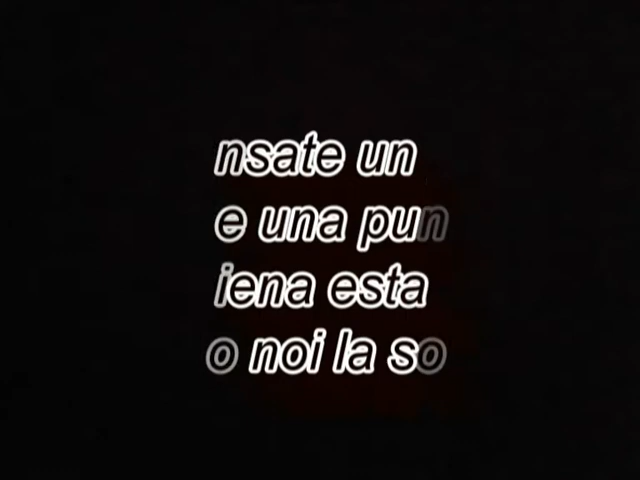 nsate un
e una pun
iena esta
o noi la so